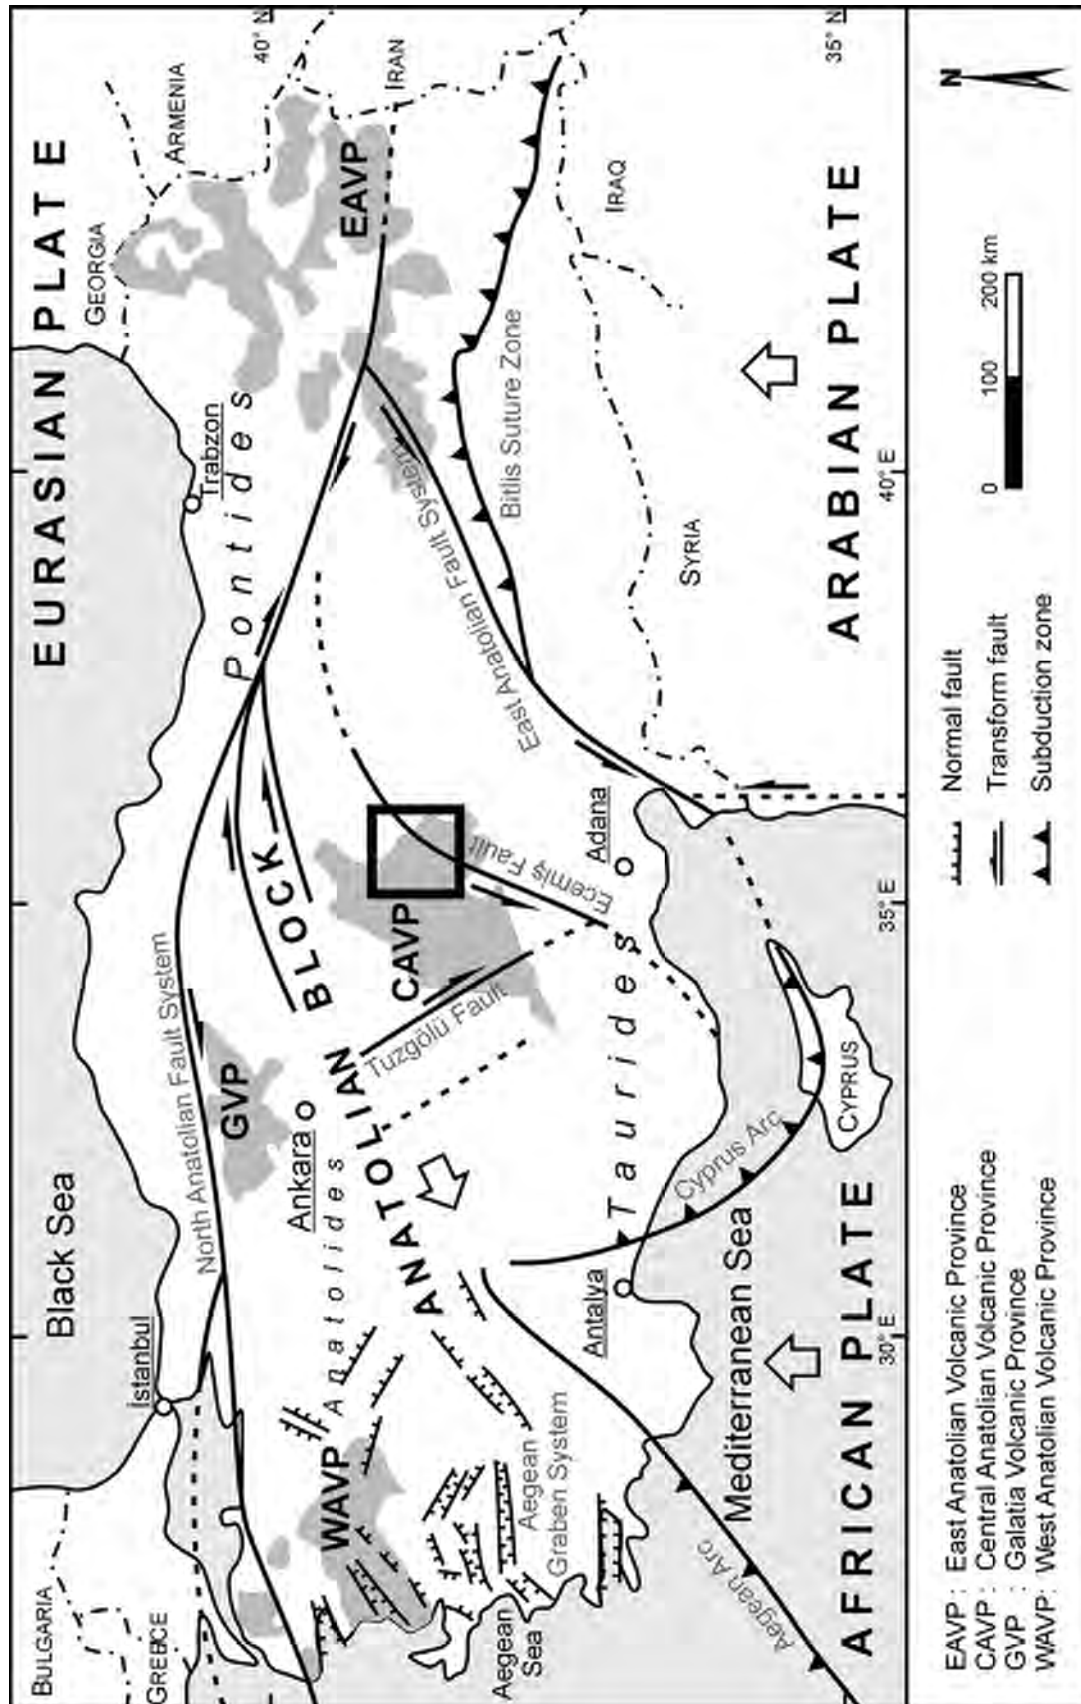 EURASIAN PLATE
Black Sea
BULGARIA
GREECE
İstanbul
Trabzon
GEORGIA
ARMENIA
40° N
IRAN
North Anatolian Fault System
Pontides
GVP
Ankara
BLOCK
ANATOLIAN
Anatolides
WAVP
CAVP
EAVP
Tuzgölü Fault
Ecemiş Fault
East Anatolian Fault System
Bitlis Suture Zone
Aegean
Graben System
Aegean
Sea
Taurides
Antalya
Adana
IRAQ
SYRIA
Cyprus Arc
CYPRUS
Mediterranean Sea
Aegean Arc
AFRICAN PLATE
ARABIAN PLATE
35° N
30° E
35° E
40° E
EAVP : East Anatolian Volcanic Province
CAVP : Central Anatolian Volcanic Province
GVP : Galatia Volcanic Province
WAVP : West Anatolian Volcanic Province
Normal fault
Transform fault
Subduction zone
0 100 200 km
N